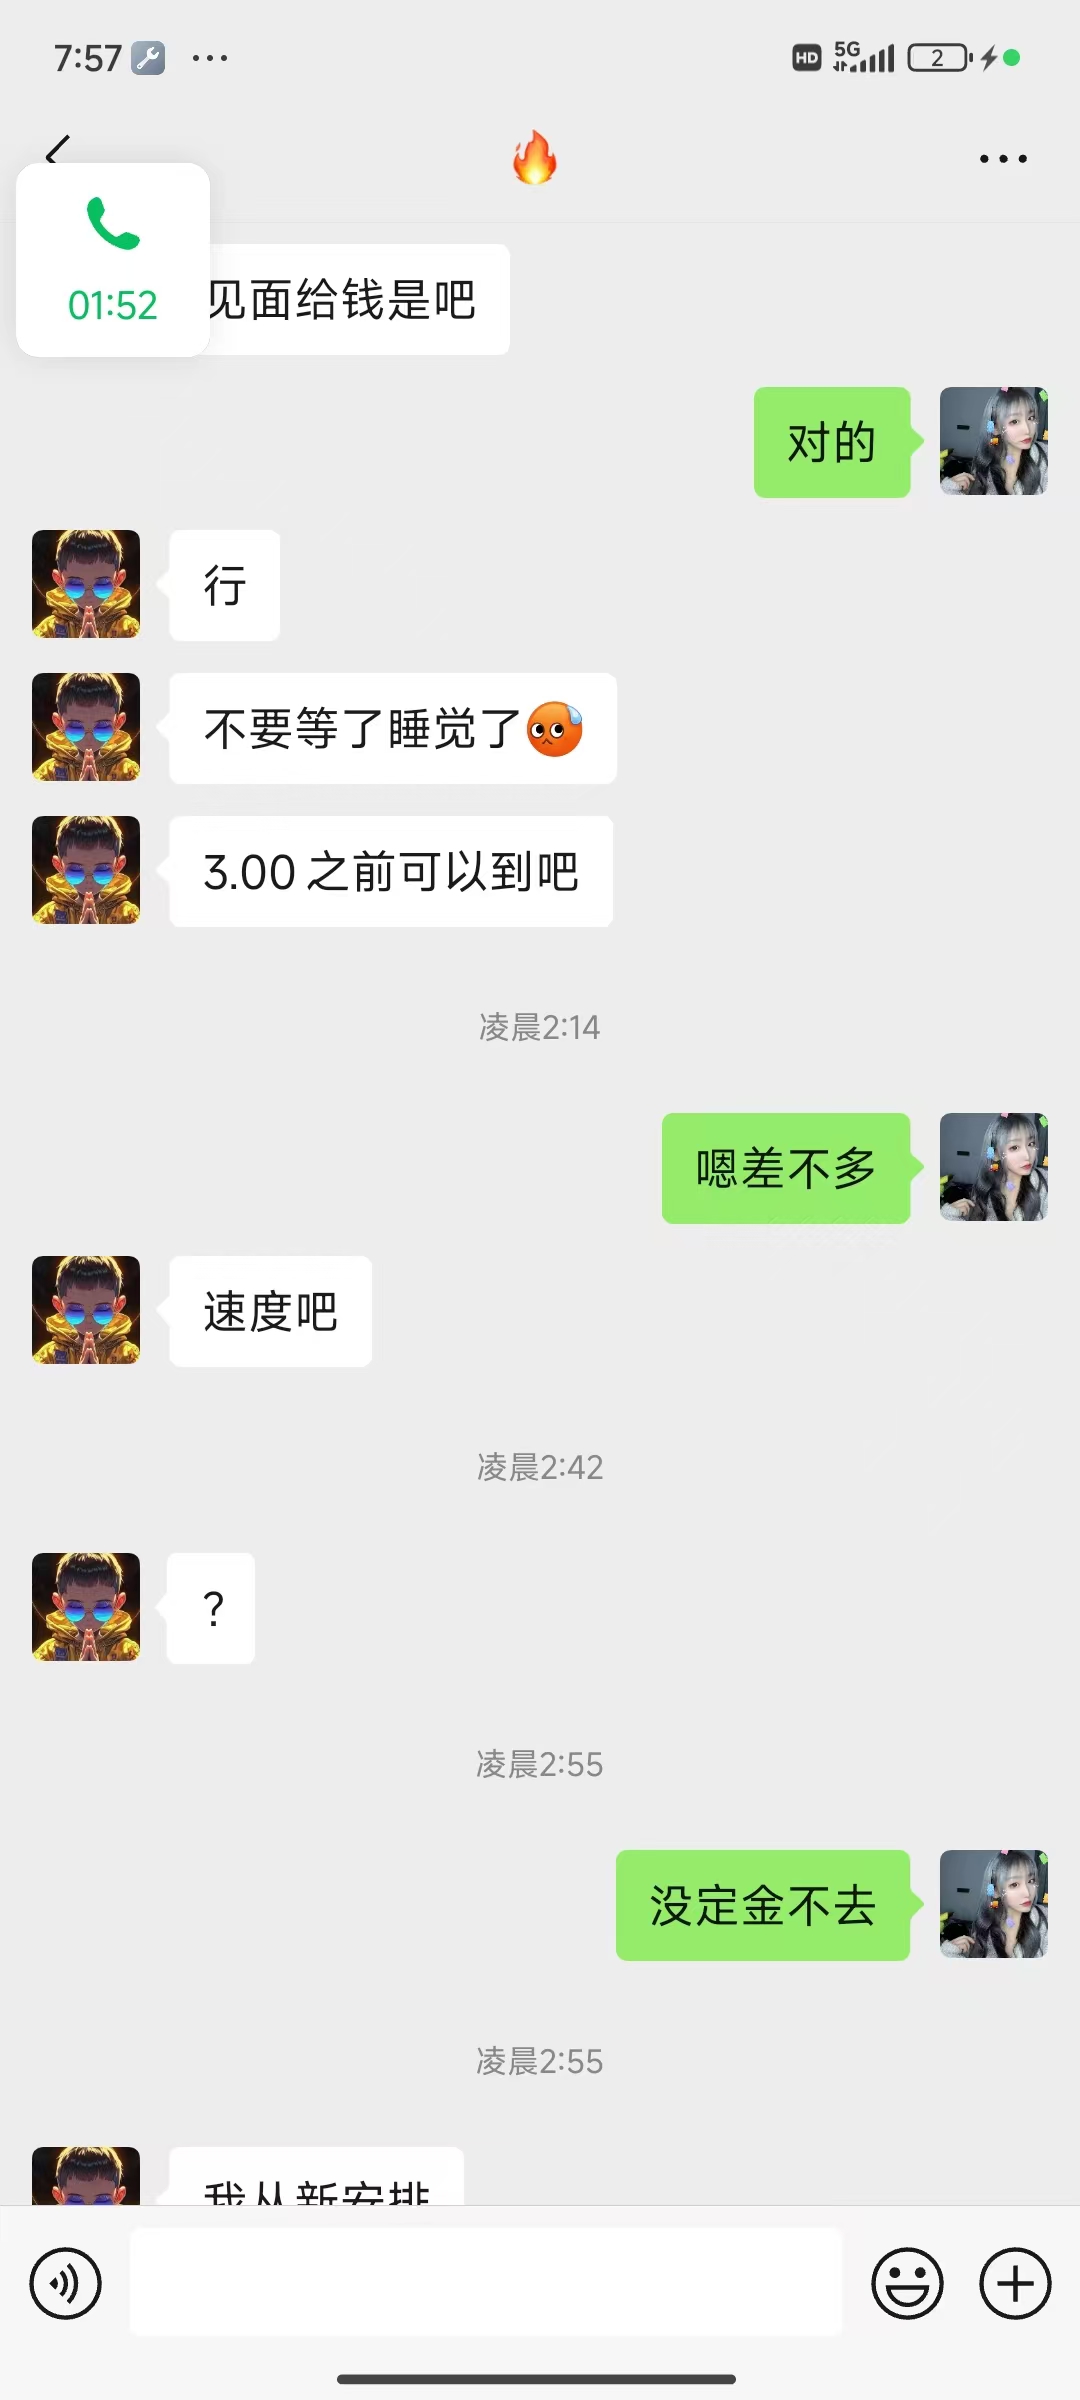 7:57
HD 5G 2
01:52
见面给钱是吧
对的
行
不要等了睡觉了
3.00之前可以到吧
凌晨2:14
嗯差不多
速度吧
凌晨2:42
？
凌晨2:55
没定金不去
凌晨2:55
我从新安排